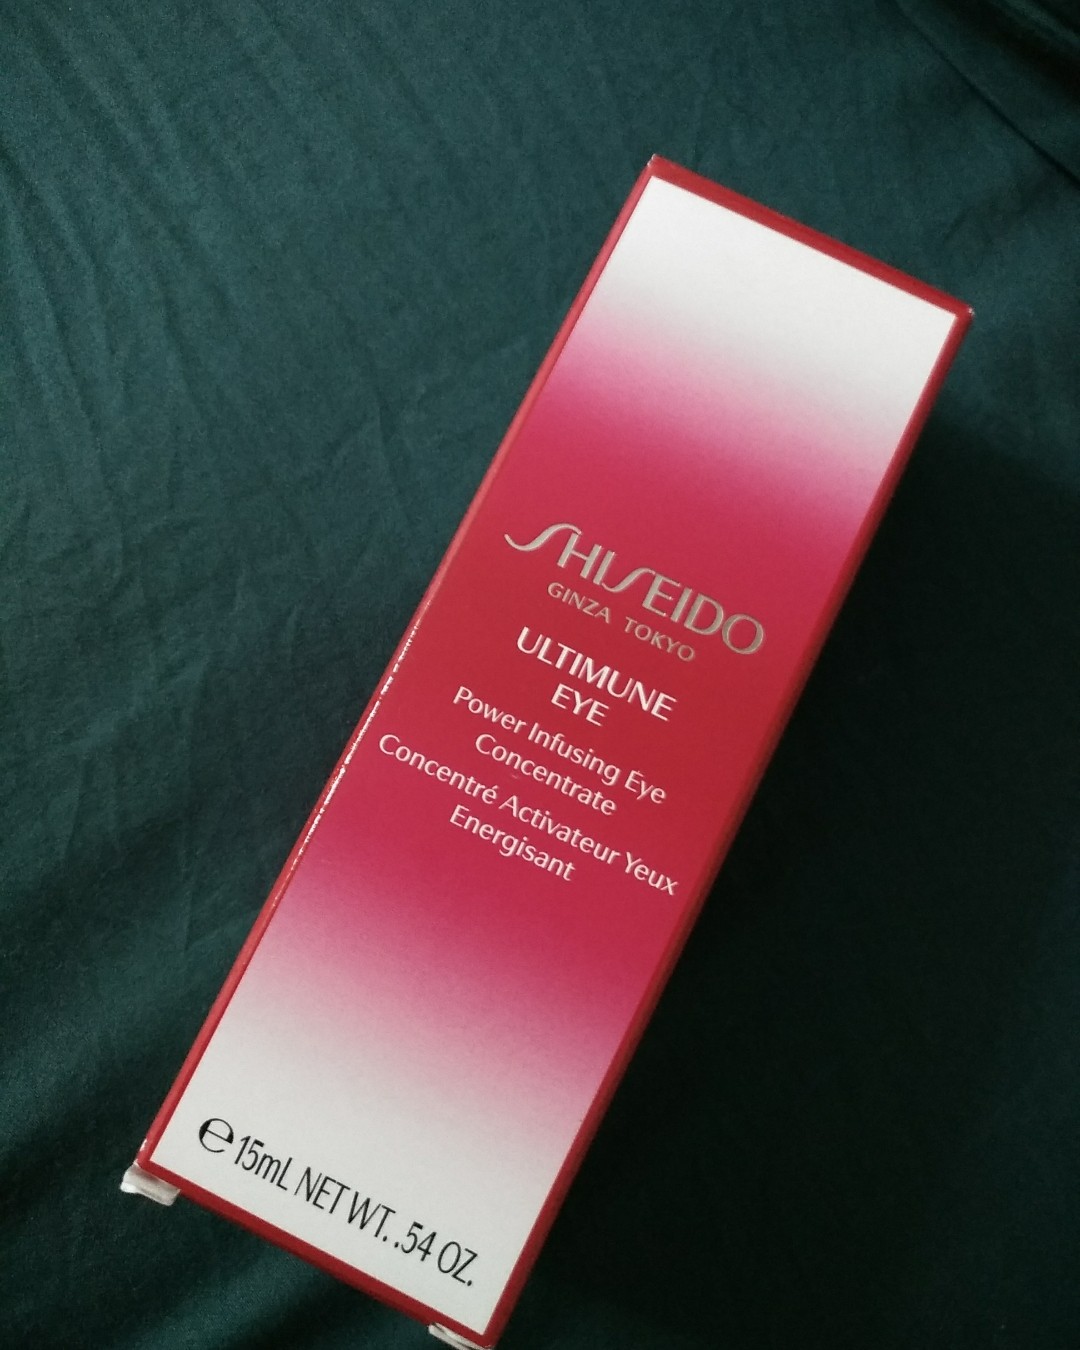 SHISEIDO
GINZA TOKYO
ULTIMUNE
EYE
Power Infusing Eye
Concentrate
Concentré Activateur Yeux
Energisant
℮ 15mL NET WT. .54 OZ.